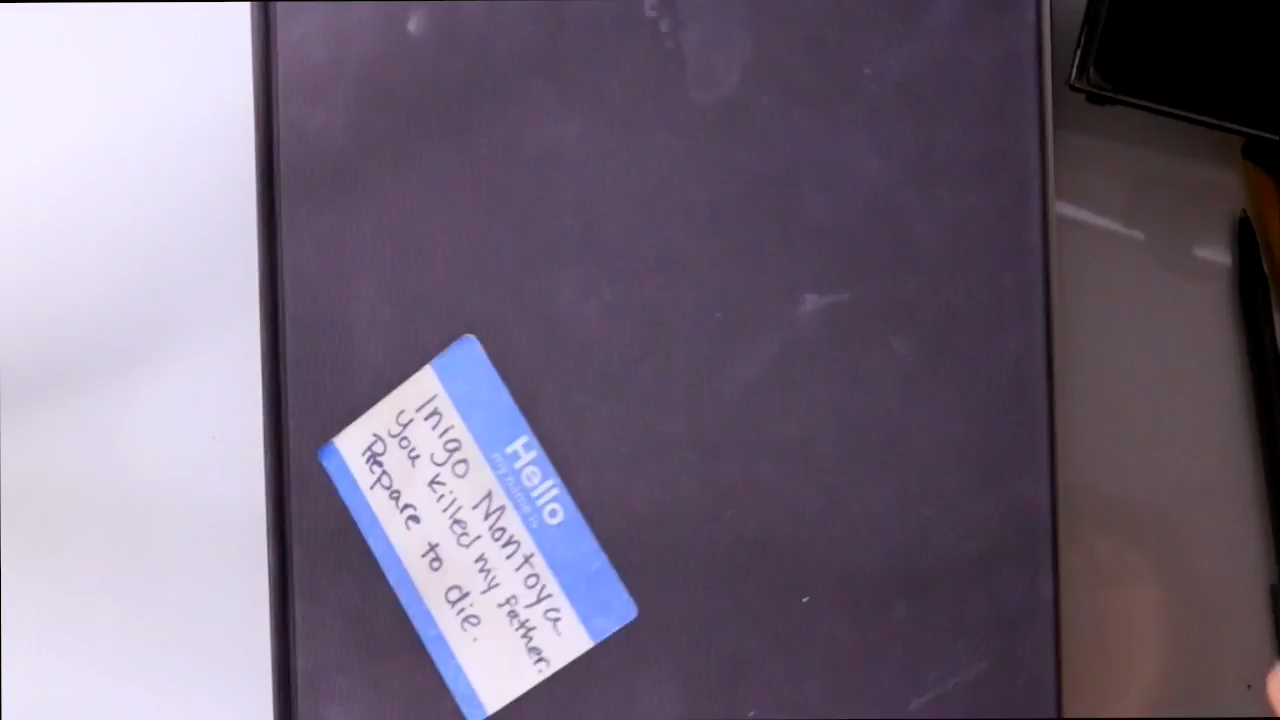 Hello
my name is
Inigo Montoya
You killed my father.
Prepare to die.